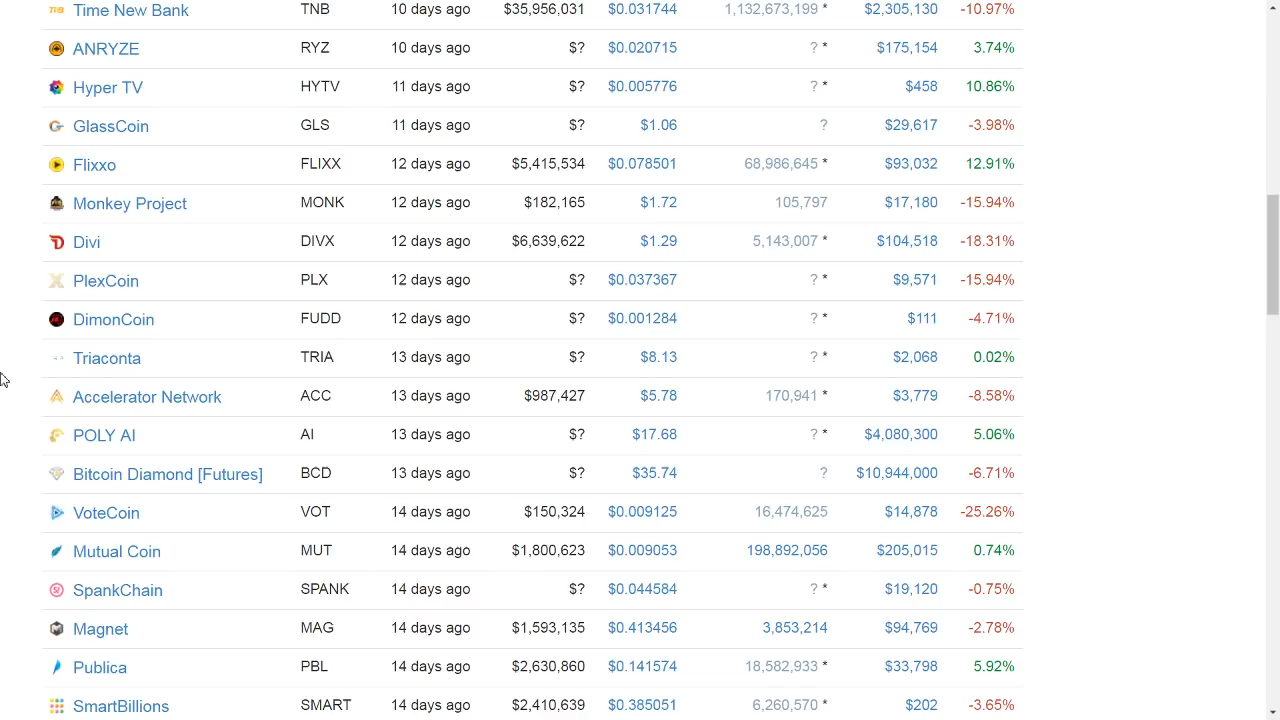 Time New Bank TNB 10 days ago $35,956,031 $0.031744 1,132,673,199 * $2,305,130 -10.97%
ANRYZE RYZ 10 days ago $? $0.020715 ? * $175,154 3.74%
Hyper TV HYTV 11 days ago $? $0.005776 ? * $458 10.86%
GlassCoin GLS 11 days ago $? $1.06 ? $29,617 -3.98%
Flixxo FLIXX 12 days ago $5,415,534 $0.078501 68,986,645 * $93,032 12.91%
Monkey Project MONK 12 days ago $182,165 $1.72 105,797 $17,180 -15.94%
Divi DIVX 12 days ago $6,639,622 $1.29 5,143,007 * $104,518 -18.31%
PlexCoin PLX 12 days ago $? $0.037367 ? * $9,571 -15.94%
DimonCoin FUDD 12 days ago $? $0.001284 ? * $111 -4.71%
Triaconta TRIA 13 days ago $? $8.13 ? * $2,068 0.02%
Accelerator Network ACC 13 days ago $987,427 $5.78 170,941 * $3,779 -8.58%
POLY AI AI 13 days ago $? $17.68 ? * $4,080,300 5.06%
Bitcoin Diamond [Futures] BCD 13 days ago $? $35.74 ? $10,944,000 -6.71%
VoteCoin VOT 14 days ago $150,324 $0.009125 16,474,625 $14,878 -25.26%
Mutual Coin MUT 14 days ago $1,800,623 $0.009053 198,892,056 $205,015 0.74%
SpankChain SPANK 14 days ago $? $0.044584 ? * $19,120 -0.75%
Magnet MAG 14 days ago $1,593,135 $0.413456 3,853,214 $94,769 -2.78%
Publica PBL 14 days ago $2,630,860 $0.141574 18,582,933 * $33,798 5.92%
SmartBillions SMART 14 days ago $2,410,639 $0.385051 6,260,570 * $202 -3.65%